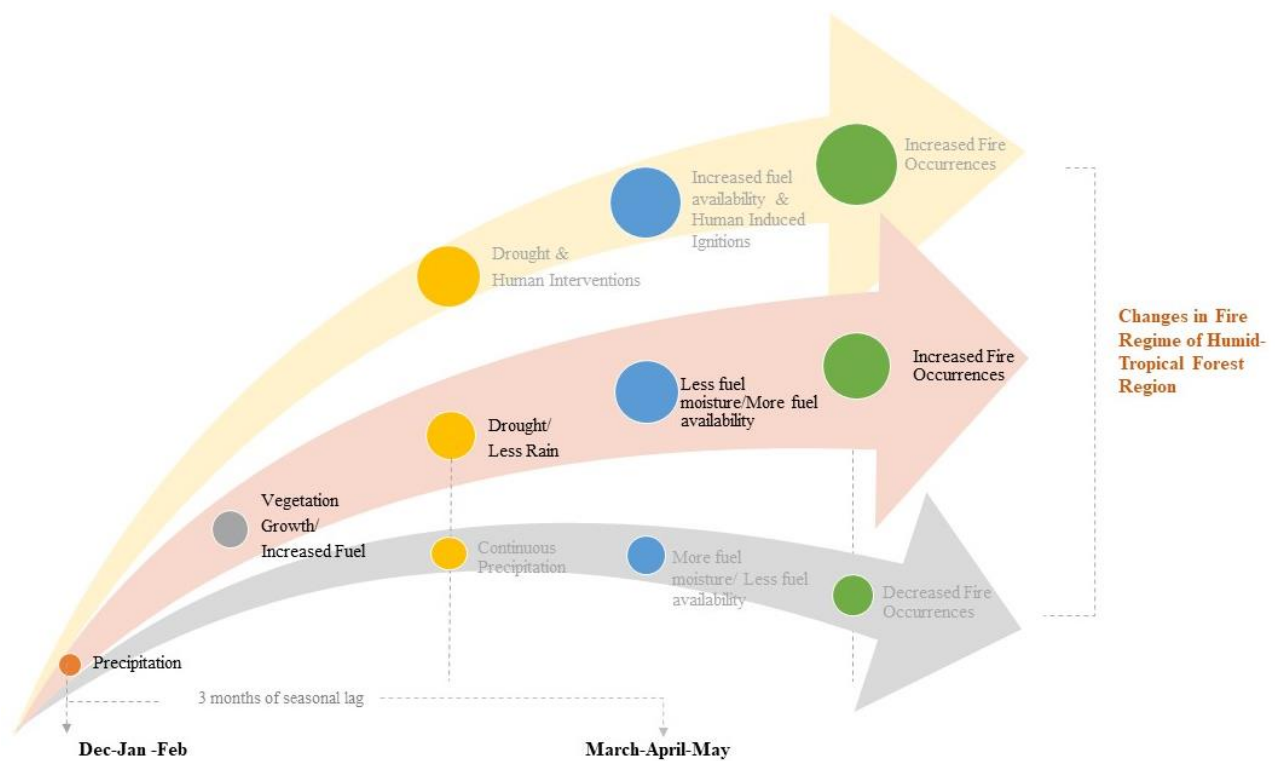 Increased Fire
Occurrences
Increased fuel
availability &
Human Induced
Ignitions
Drought &
Human Interventions
Changes in Fire
Regime of Humid-
Tropical Forest
Region
Increased Fire
Occurrences
Less fuel
moisture/More fuel
availability
Drought/
Less Rain
Vegetation
Growth/
Increased Fuel
Continuous
Precipitation
More fuel
moisture/ Less fuel
availability
Decreased Fire
Occurrences
Precipitation
3 months of seasonal lag
Dec-Jan -Feb
March-April-May